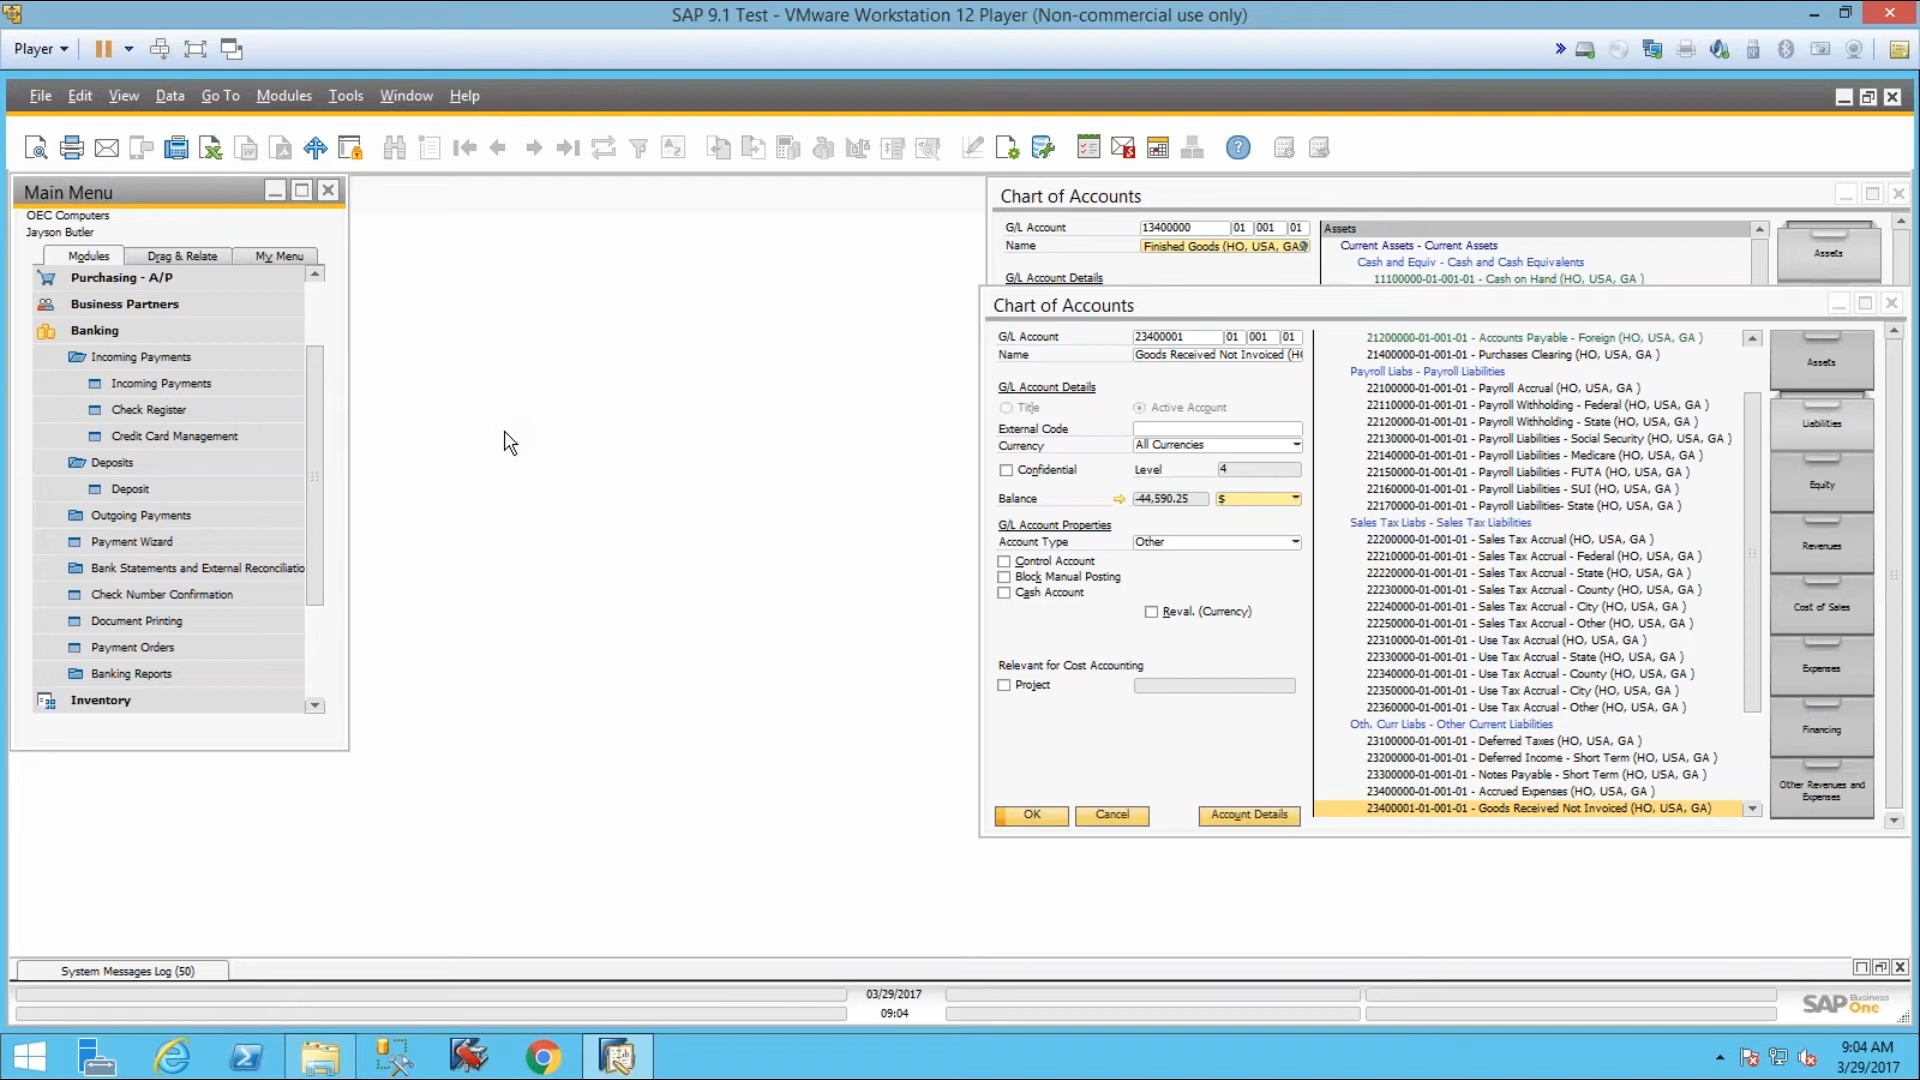 SAP 9.1 Test - VMware Workstation 12 Player (Non-commercial use only)
Player
File Edit View Data Go To Modules Tools Window Help
Main Menu
OEC Computers
Jayson Butler
Modules Drag & Relate My Menu
Purchasing - A/P
Business Partners
Banking
Incoming Payments
Incoming Payments
Check Register
Credit Card Management
Deposits
Deposit
Outgoing Payments
Payment Wizard
Bank Statements and External Reconciliatio
Check Number Confirmation
Document Printing
Payment Orders
Banking Reports
Inventory
Chart of Accounts
G/L Account 13400000 01 001 01
Name Finished Goods (HO, USA, GA
G/L Account Details
Assets
Current Assets - Current Assets
Cash and Equiv - Cash and Cash Equivalents
11100000-01-001-01 - Cash on Hand (HO, USA, GA )
Assets
Chart of Accounts
G/L Account 23400001 01 001 01
Name Goods Received Not Invoiced (H
G/L Account Details
Title Active Account
External Code
Currency All Currencies
Confidential Level 4
Balance -44,590.25 $
G/L Account Properties
Account Type Other
Control Account
Block Manual Posting
Cash Account
Reval. (Currency)
Relevant for Cost Accounting
Project
OK Cancel Account Details
21200000-01-001-01 - Accounts Payable - Foreign (HO, USA, GA )
21400000-01-001-01 - Purchases Clearing (HO, USA, GA )
Payroll Liabs - Payroll Liabilities
22100000-01-001-01 - Payroll Accrual (HO, USA, GA )
22110000-01-001-01 - Payroll Withholding - Federal (HO, USA, GA )
22120000-01-001-01 - Payroll Withholding - State (HO, USA, GA )
22130000-01-001-01 - Payroll Liabilities - Social Security (HO, USA, GA )
22140000-01-001-01 - Payroll Liabilities - Medicare (HO, USA, GA )
22150000-01-001-01 - Payroll Liabilities - FUTA (HO, USA, GA )
22160000-01-001-01 - Payroll Liabilities - SUI (HO, USA, GA )
22170000-01-001-01 - Payroll Liabilities- State (HO, USA, GA )
Sales Tax Liabs - Sales Tax Liabilities
22200000-01-001-01 - Sales Tax Accrual (HO, USA, GA )
22210000-01-001-01 - Sales Tax Accrual - Federal (HO, USA, GA )
22220000-01-001-01 - Sales Tax Accrual - State (HO, USA, GA )
22230000-01-001-01 - Sales Tax Accrual - County (HO, USA, GA )
22240000-01-001-01 - Sales Tax Accrual - City (HO, USA, GA )
22250000-01-001-01 - Sales Tax Accrual - Other (HO, USA, GA )
22310000-01-001-01 - Use Tax Accrual (HO, USA, GA )
22330000-01-001-01 - Use Tax Accrual - State (HO, USA, GA )
22340000-01-001-01 - Use Tax Accrual - County (HO, USA, GA )
22350000-01-001-01 - Use Tax Accrual - City (HO, USA, GA )
22360000-01-001-01 - Use Tax Accrual - Other (HO, USA, GA )
Oth. Curr Liabs - Other Current Liabilities
23100000-01-001-01 - Deferred Taxes (HO, USA, GA )
23200000-01-001-01 - Deferred Income - Short Term (HO, USA, GA )
23300000-01-001-01 - Notes Payable - Short Term (HO, USA, GA )
23400000-01-001-01 - Accrued Expenses (HO, USA, GA )
23400001-01-001-01 - Goods Received Not Invoiced (HO, USA, GA)
Assets
Liabilities
Equity
Revenues
Cost of Sales
Expenses
Financing
Other Revenues and
Expenses
System Messages Log (50)
03/29/2017
09:04
SAP Business One
9:04 AM
3/29/2017